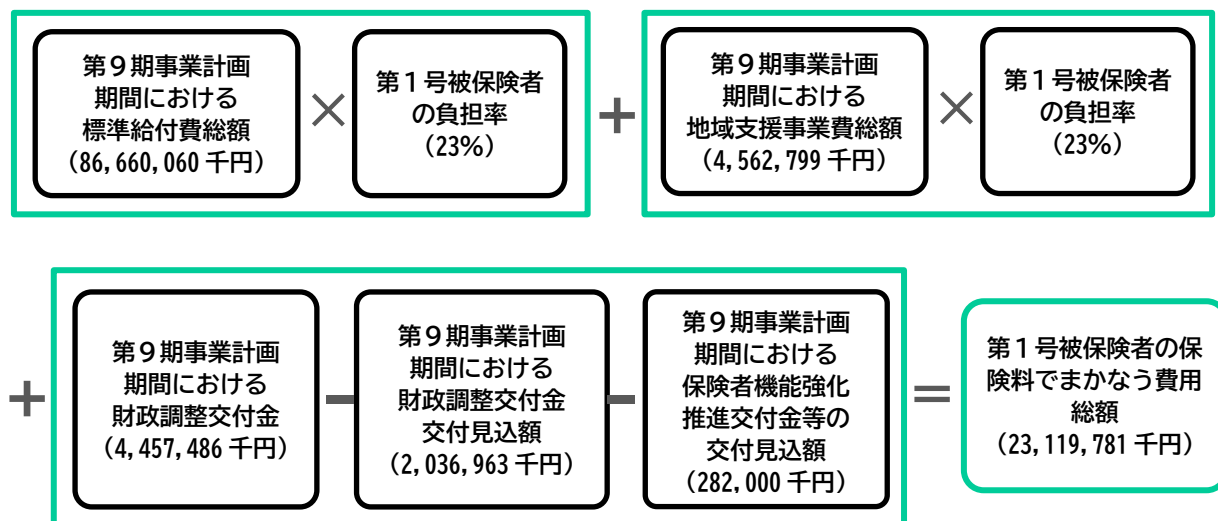 第9期事業計画
期間における
標準給付費総額
（86,660,060 千円）
×
第1号被保険者
の負担率
（23%）
+
第9期事業計画
期間における
地域支援事業費総額
（4,562,799 千円）
×
第1号被保険者
の負担率
（23%）
+
第9期事業計画
期間における
財政調整交付金
（4,457,486 千円）
-
第9期事業計画
期間における
財政調整交付金
交付見込額
（2,036,963 千円）
-
第9期事業計画
期間における
保険者機能強化
推進交付金等の
交付見込額
（282,000 千円）
=
第1号被保険者の保
険料でまかなう費用
総額
（23,119,781 千円）